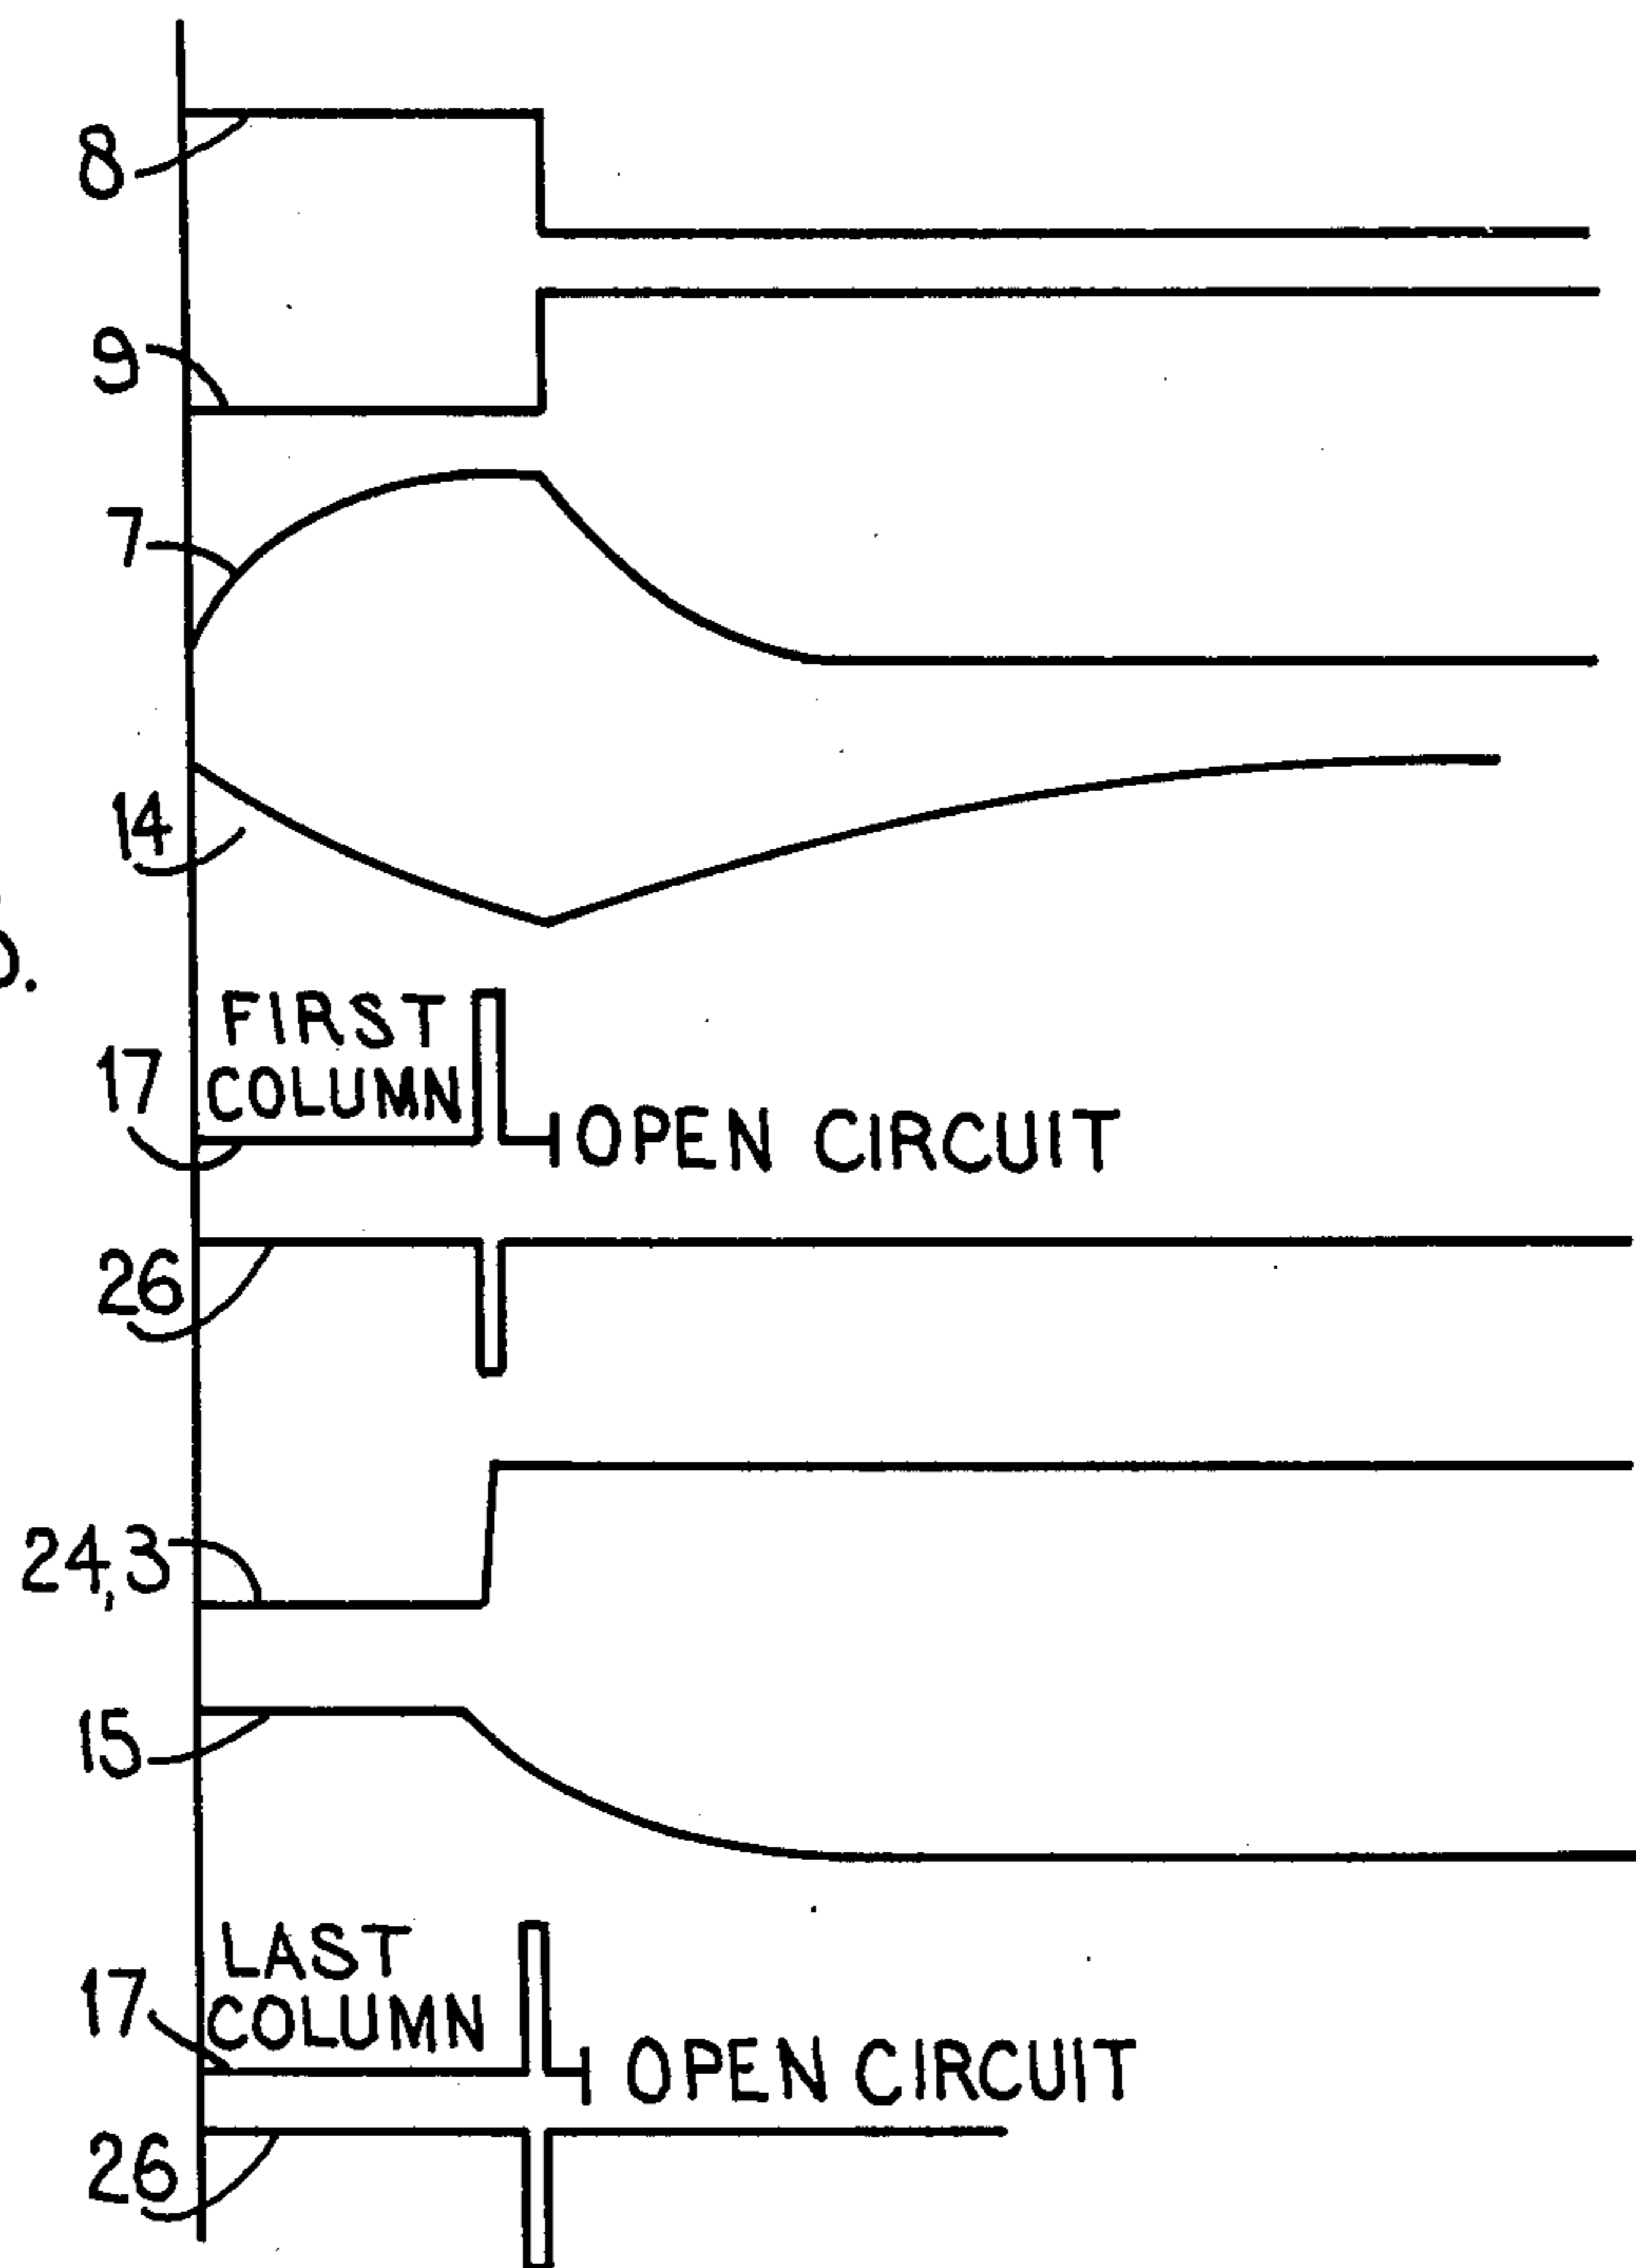 8
9
7
14
FIRST
COLUMN
17
OPEN CIRCUIT
26
24,3
15
LAST
COLUMN
17
OPEN CIRCUIT
26